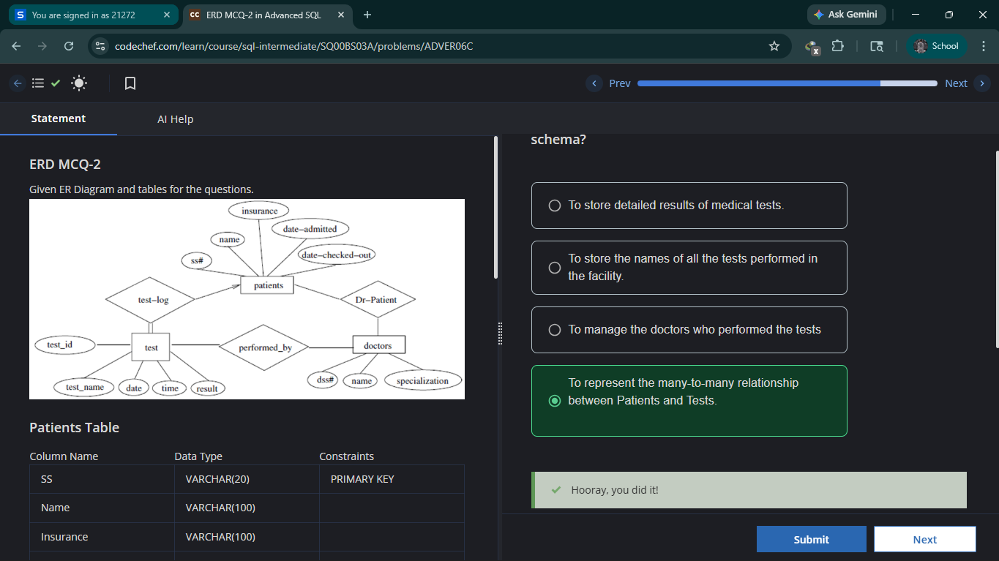 S You are signed in as 21272
CC ERD MCQ-2 in Advanced SQL
Ask Gemini
codechef.com/learn/course/sql-intermediate/SQ00BS03A/problems/ADVER06C
x
School
Prev
Next
Statement
AI Help
ERD MCQ-2
Given ER Diagram and tables for the questions.
insurance
date-admitted
name
date-checked-out
ss#
patients
test-log
Dr-Patient
test_id
test
performed_by
doctors
test_name
date
time
result
dss#
name
specialization
Patients Table
Column Name Data Type Constraints
SS VARCHAR(20) PRIMARY KEY
Name VARCHAR(100)
Insurance VARCHAR(100)
schema?
To store detailed results of medical tests.
To store the names of all the tests performed in
the facility.
To manage the doctors who performed the tests
To represent the many-to-many relationship
between Patients and Tests.
Hooray, you did it!
Submit
Next